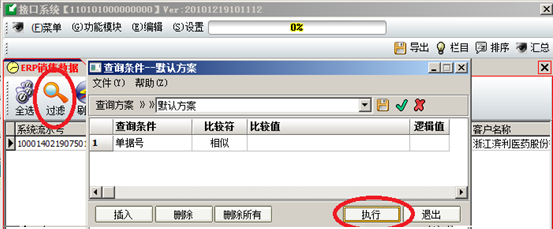 接口系统【110101000000000】Ver:20101219101112
(F)菜单 (G)功能模块 (E)编辑 (S)设置 0%
导出 栏目 排序 汇总
ERP销售数据
全选 过滤 刷
系统流水号 客户名称
10001402190750 浙江滨利医药股份
查询条件--默认方案
文件(Y) 帮助(Z)
查询方案 》》 默认方案
查询条件 比较符 比较值 逻辑值
1 单据号 相似
插入 删除 删除所有 执行 退出